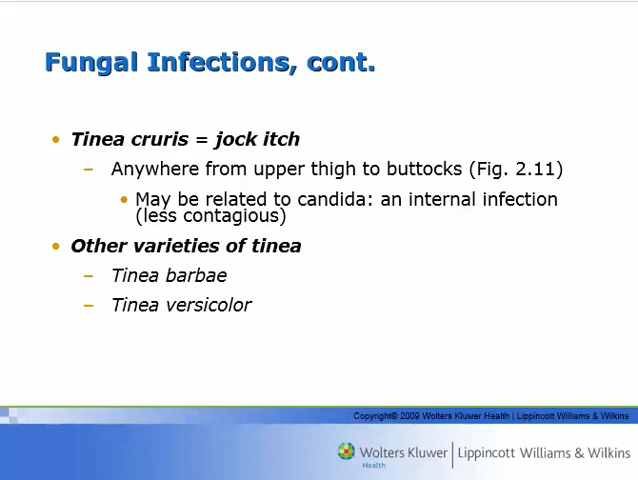 Fungal Infections, cont.
• Tinea cruris = jock itch
– Anywhere from upper thigh to buttocks (Fig. 2.11)
• May be related to candida: an internal infection
(less contagious)
• Other varieties of tinea
– Tinea barbae
– Tinea versicolor
Copyright© 2009 Wolters Kluwer Health | Lippincott Williams & Wilkins
Wolters Kluwer | Lippincott Williams & Wilkins
Health